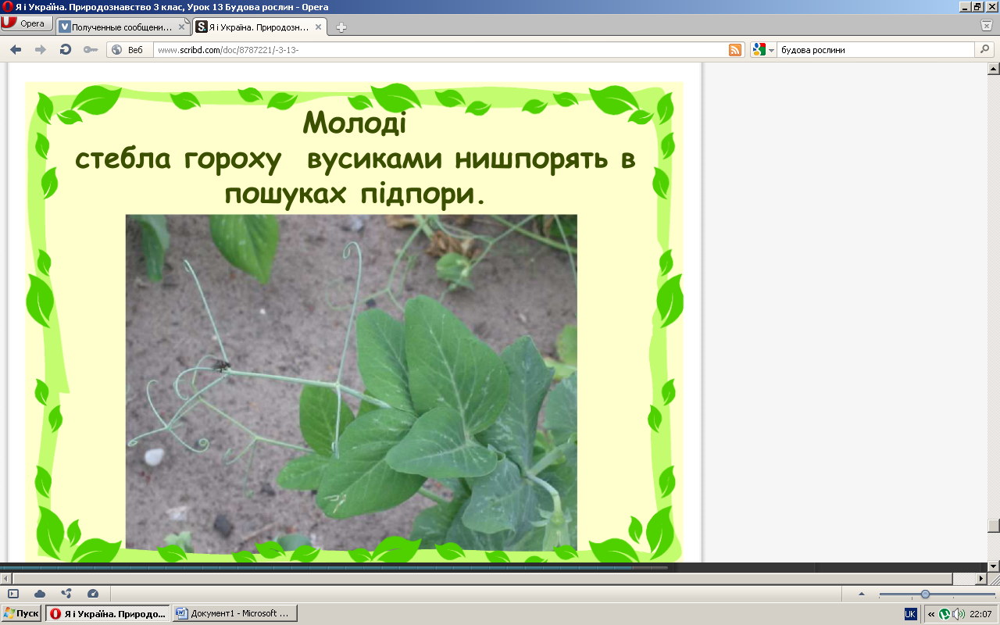 Я і Україна. Природознавство 3 клас, Урок 13 Будова рослин - Opera
Opera
Полученные сообщени...
Я і Україна. Природозн...
Веб
www.scribd.com/doc/8787221/-3-13-
будова рослини
Молоді
стебла гороху вусиками нишпорять в
пошуках підпори.
Пуск
Я і Україна. Природо...
Документ1 - Microsoft ...
UK
22:07